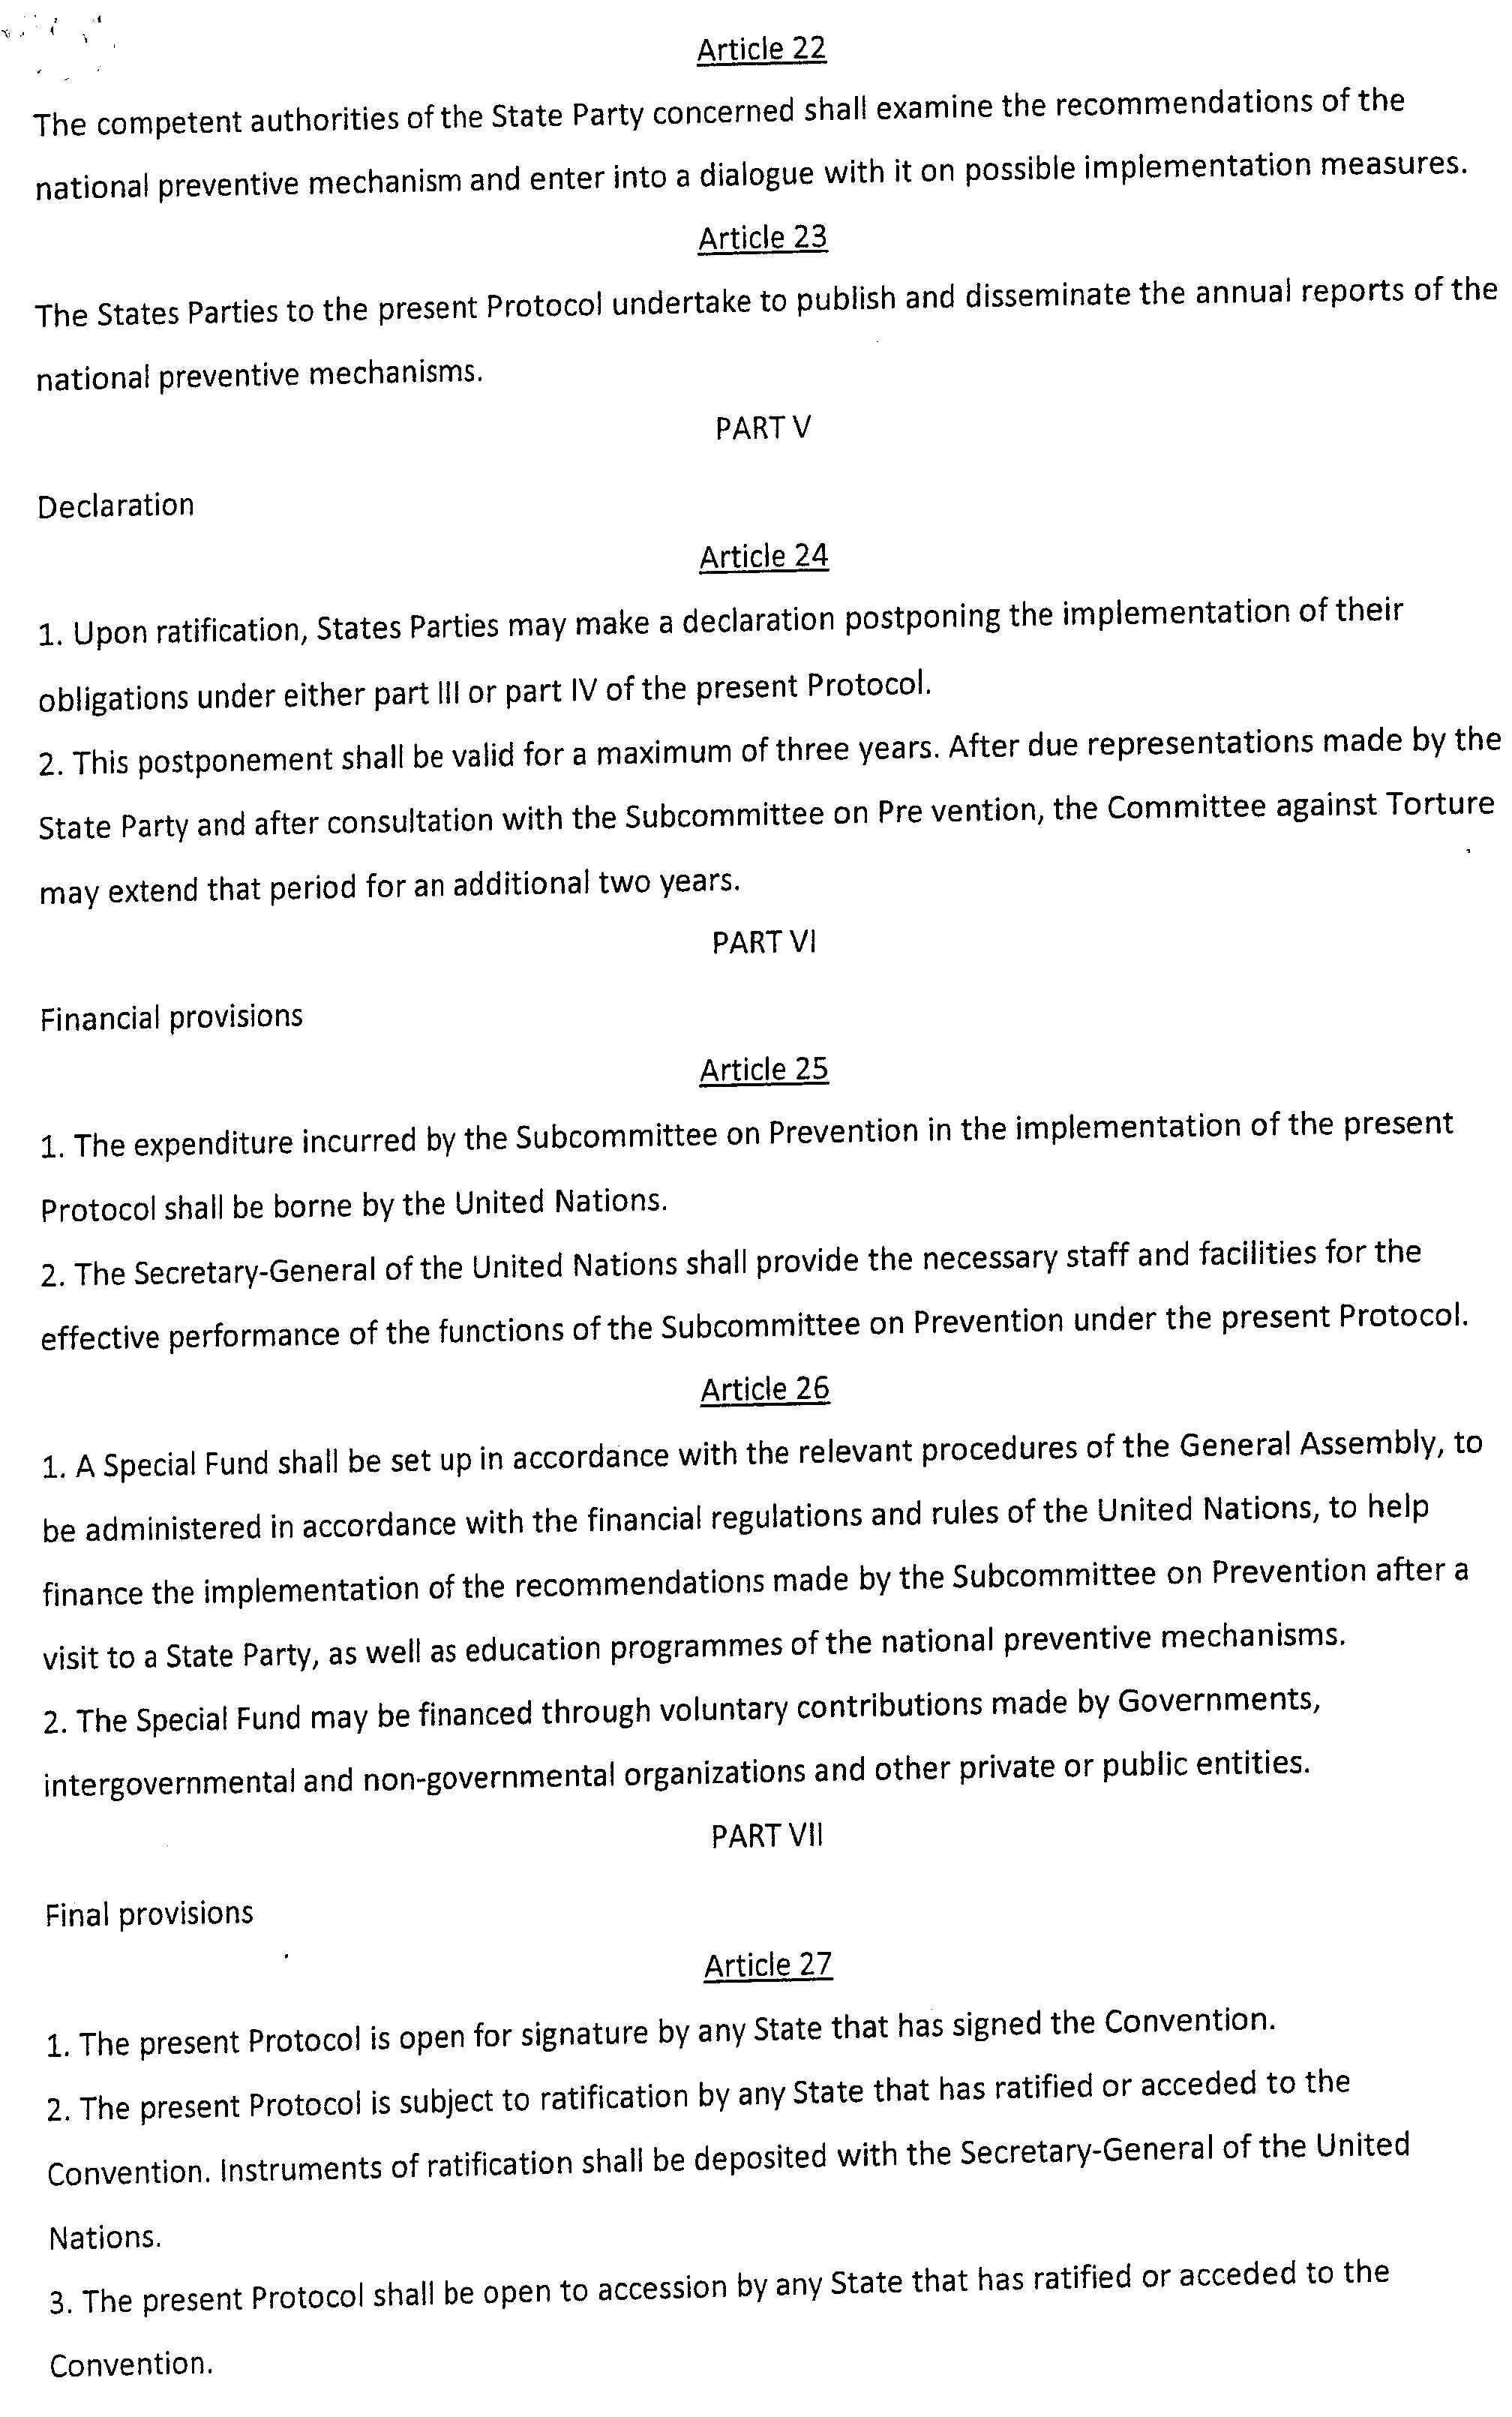 Article 22
The competent authorities of the State Party concerned shall examine the recommendations of the
national preventive mechanism and enter into a dialogue with it on possible implementation measures.
Article 23
The States Parties to the present Protocol undertake to publish and disseminate the annual reports of the
national preventive mechanisms.
PART V
Declaration
Article 24
1. Upon ratification, States Parties may make a declaration postponing the implementation of their
obligations under either part III or part IV of the present Protocol.
2. This postponement shall be valid for a maximum of three years. After due representations made by the
State Party and after consultation with the Subcommittee on Pre vention, the Committee against Torture
may extend that period for an additional two years.
PART VI
Financial provisions
Article 25
1. The expenditure incurred by the Subcommittee on Prevention in the implementation of the present
Protocol shall be borne by the United Nations.
2. The Secretary-General of the United Nations shall provide the necessary staff and facilities for the
effective performance of the functions of the Subcommittee on Prevention under the present Protocol.
Article 26
1. A Special Fund shall be set up in accordance with the relevant procedures of the General Assembly, to
be administered in accordance with the financial regulations and rules of the United Nations, to help
finance the implementation of the recommendations made by the Subcommittee on Prevention after a
visit to a State Party, as well as education programmes of the national preventive mechanisms.
2. The Special Fund may be financed through voluntary contributions made by Governments,
intergovernmental and non-governmental organizations and other private or public entities.
PART VII
Final provisions
Article 27
1. The present Protocol is open for signature by any State that has signed the Convention.
2. The present Protocol is subject to ratification by any State that has ratified or acceded to the
Convention. Instruments of ratification shall be deposited with the Secretary-General of the United
Nations.
3. The present Protocol shall be open to accession by any State that has ratified or acceded to the
Convention.